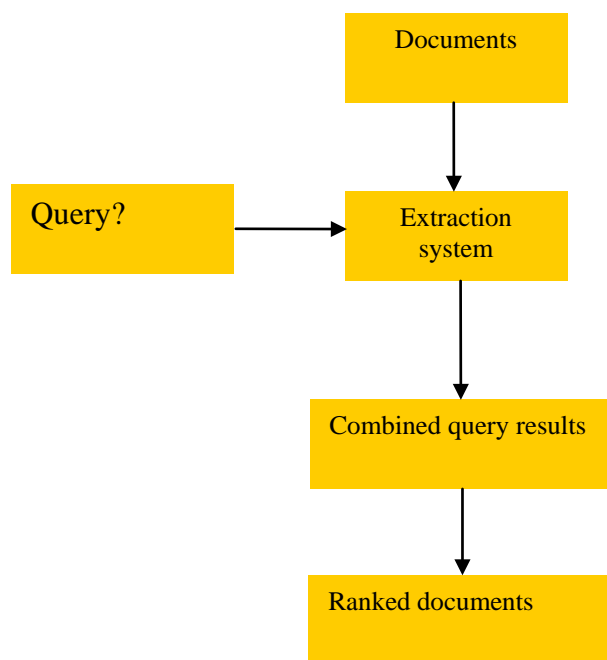 Documents
Query?
Extraction
system
Combined query results
Ranked documents